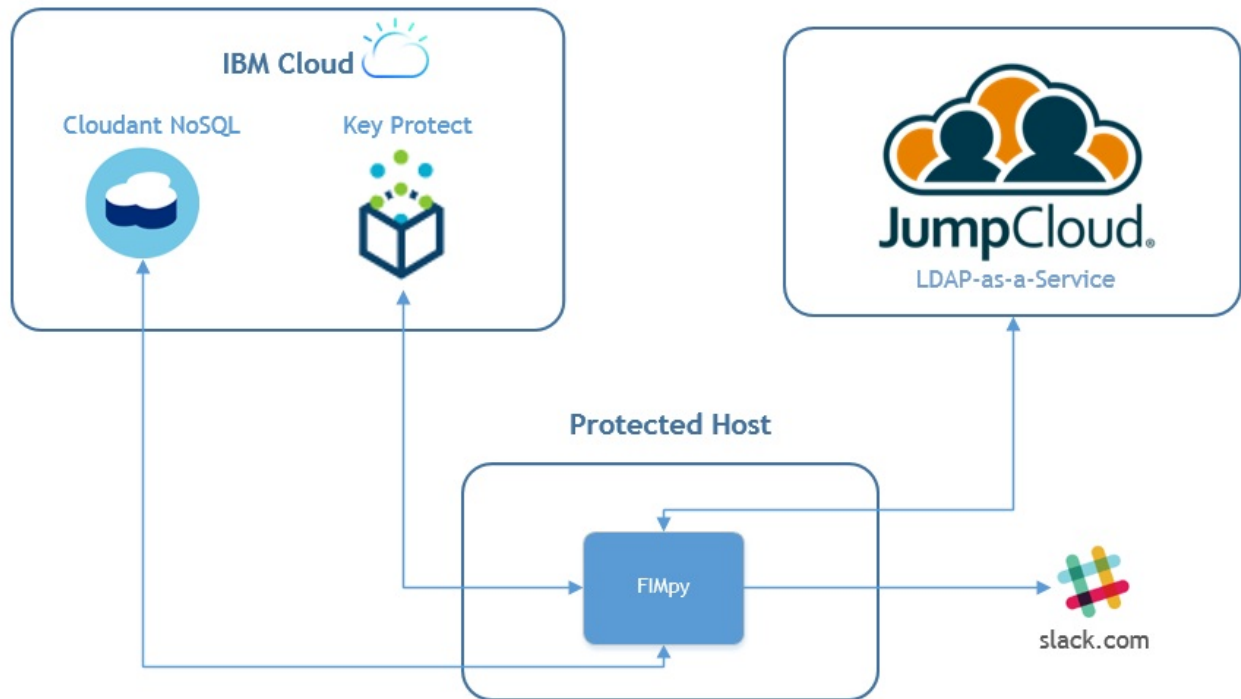 IBM Cloud
Cloudant NoSQL
Key Protect
JumpCloud®
LDAP-as-a-Service
Protected Host
FIMpy
slack.com